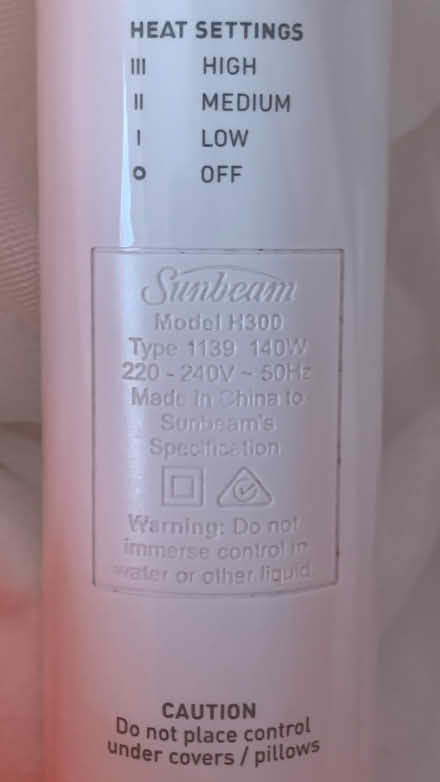 HEAT SETTINGS
III HIGH
II MEDIUM
I LOW
O OFF
Sunbeam
Model H300
Type 1139 140W
220 - 240V ~ 50Hz
Made in China to
Sunbeam's
Specification
Warning: Do not
immerse control in
water or other liquid.
CAUTION
Do not place control
under covers / pillows